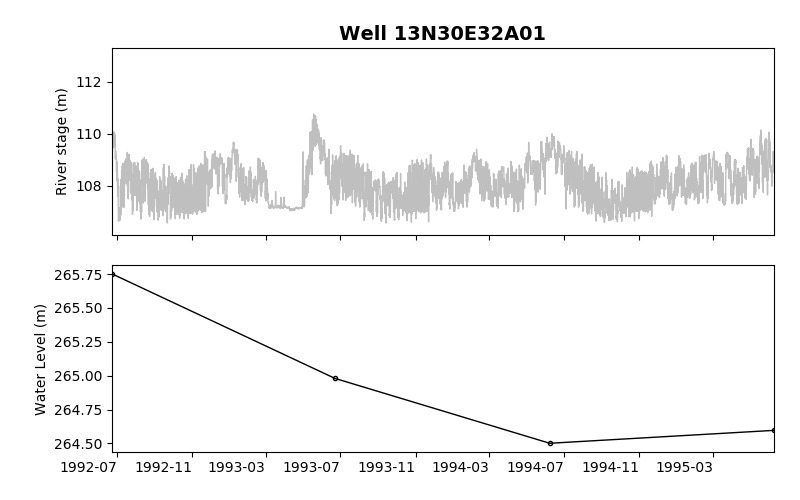 Well 13N30E32A01
112
110
108
River stage (m)
265.75
265.50
265.25
265.00
264.75
264.50
Water Level (m)
1992-07 1992-11 1993-03 1993-07 1993-11 1994-03 1994-07 1994-11 1995-03